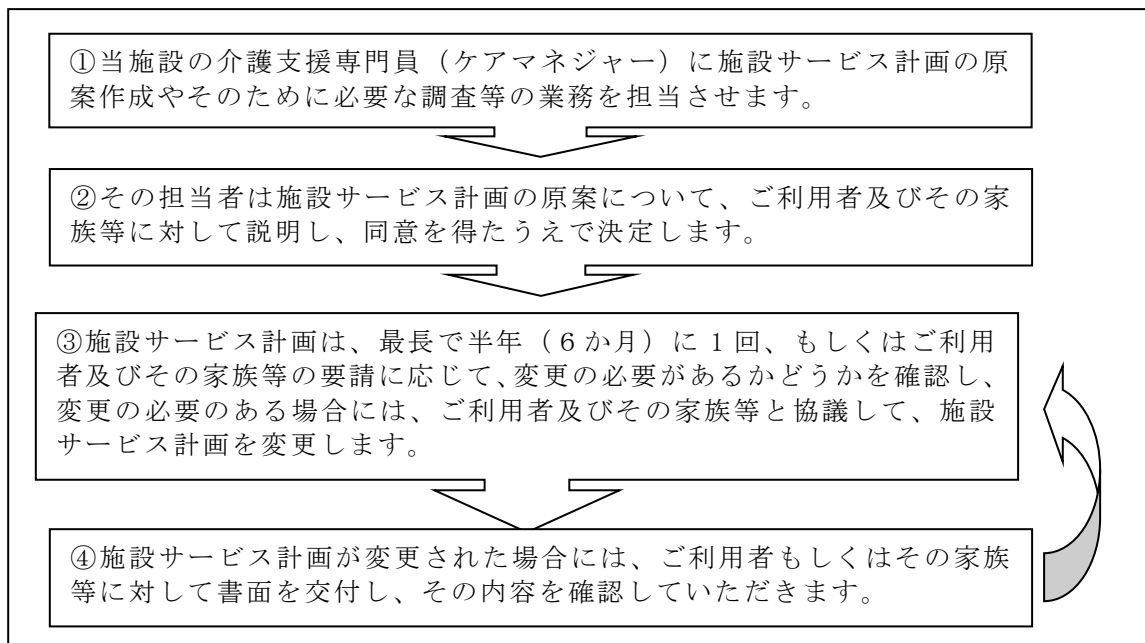 ①当施設の介護支援専門員（ケアマネジャー）に施設サービス計画の原
案作成やそのために必要な調査等の業務を担当させます。
②その担当者は施設サービス計画の原案について、ご利用者及びその家
族等に対して説明し、同意を得たうえで決定します。
③施設サービス計画は、最長で半年（６か月）に 1 回、もしくはご利用
者及びその家族等の要請に応じて、変更の必要があるかどうかを確認し、
変更の必要のある場合には、ご利用者及びその家族等と協議して、施設
サービス計画を変更します。
④施設サービス計画が変更された場合には、ご利用者もしくはその家族
等に対して書面を交付し、その内容を確認していただきます。